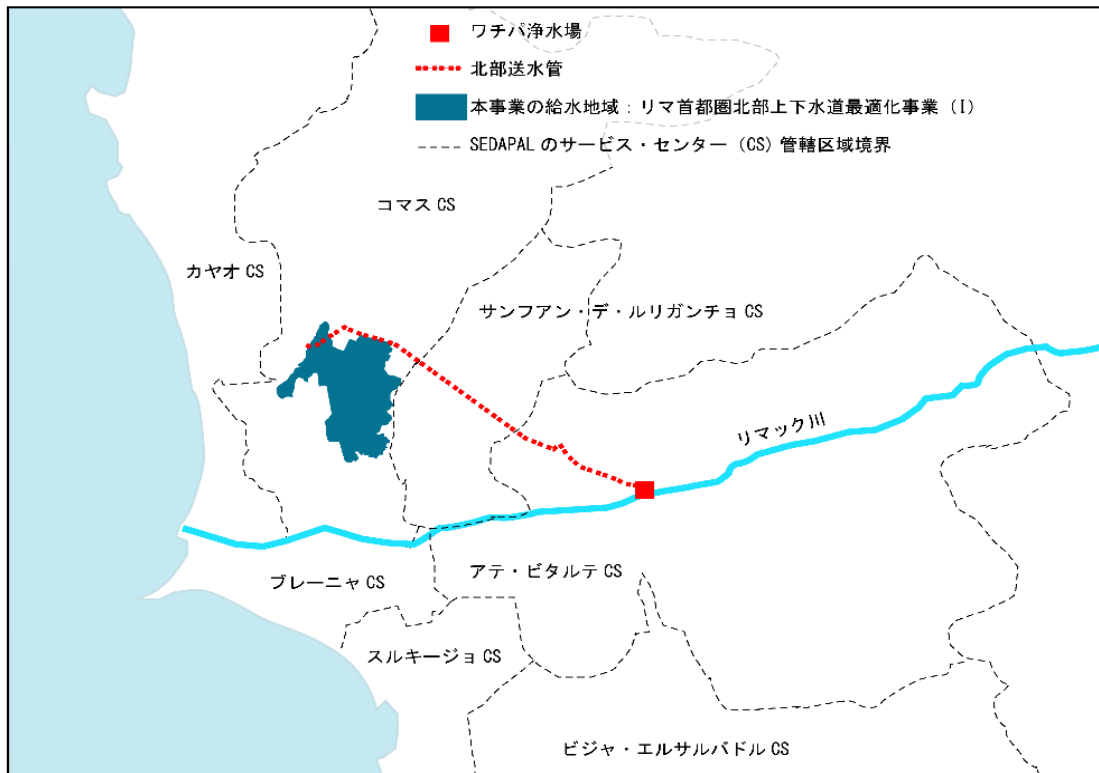 ワチパ浄水場
北部送水管
本事業の給水地域：リマ首都圏北部上下水道最適化事業（I）
SEDAPALのサービス・センター（CS）管轄区域境界
コマスCS
カヤオCS
サンフアン・デ・ルリガンチョCS
リマック川
アテ・ビタルテCS
ブレーニャCS
スルキージョCS
ビジャ・エルサルバドルCS